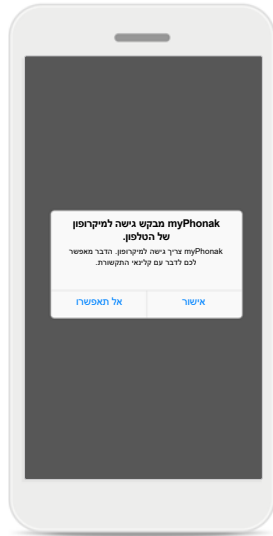 myPhonak מבקש גישה למיקרופון
של הטלפון.
myPhonak צריך גישה למיקרופון. הדבר מאפשר
לכם לדבר עם קלינאי התקשורת.
אישור
אל תאפשרו